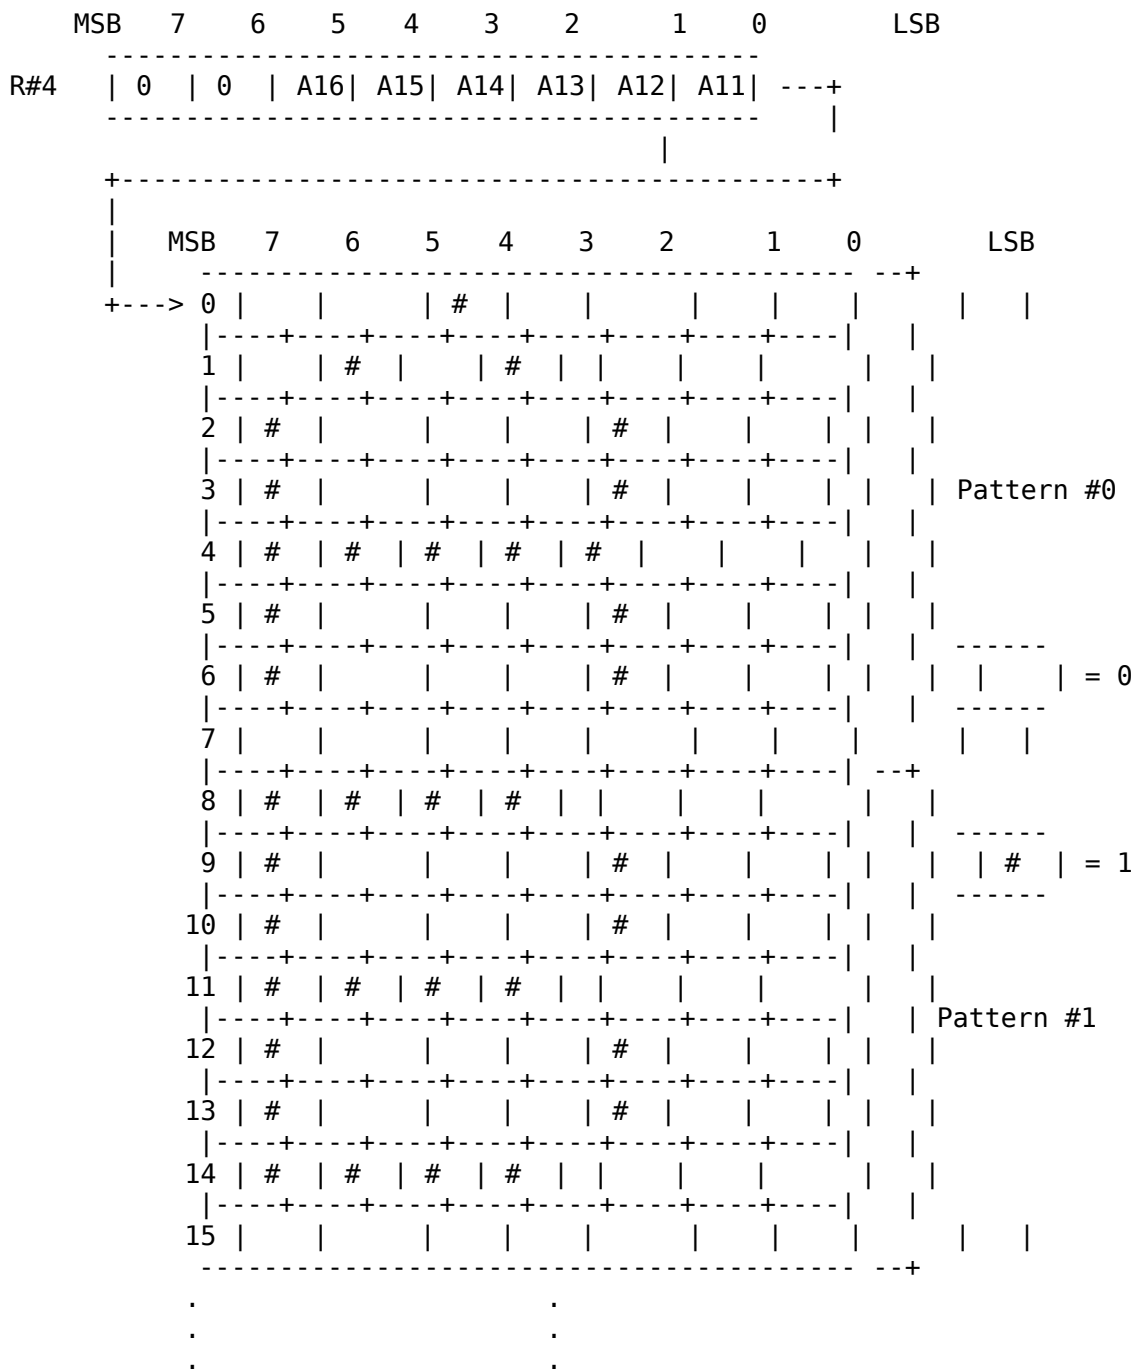 MSB 7 6 5 4 3 2 1 0 LSB
-----------------------------------------
R#4 | 0 | 0 | A16| A15| A14| A13| A12| A11| ---+
----------------------------------------- |
|
+--------------------------------------------+
|
| MSB 7 6 5 4 3 2 1 0 LSB
| ----------------------------------------- --+
+---> 0 | | | # | | | | | | |
|----+----+----+----+----+----+----+----| |
1 | | # | | # | | | | | | |
|----+----+----+----+----+----+----+----| |
2 | # | | | | # | | | | |
|----+----+----+----+----+----+----+----| |
3 | # | | | | # | | | | | Pattern #0
|----+----+----+----+----+----+----+----| |
4 | # | # | # | # | # | | | | |
|----+----+----+----+----+----+----+----| |
5 | # | | | | # | | | | |
|----+----+----+----+----+----+----+----| | ------
6 | # | | | | # | | | | | | | = 0
|----+----+----+----+----+----+----+----| | ------
7 | | | | | | | | | |
|----+----+----+----+----+----+----+----| --+
8 | # | # | # | # | | | | | |
|----+----+----+----+----+----+----+----| | ------
9 | # | | | | # | | | | | | # | = 1
|----+----+----+----+----+----+----+----| | ------
10 | # | | | | # | | | | |
|----+----+----+----+----+----+----+----| |
11 | # | # | # | # | | | | | |
|----+----+----+----+----+----+----+----| | Pattern #1
12 | # | | | | # | | | | |
|----+----+----+----+----+----+----+----| |
13 | # | | | | # | | | | |
|----+----+----+----+----+----+----+----| |
14 | # | # | # | # | | | | | |
|----+----+----+----+----+----+----+----| |
15 | | | | | | | | | |
----------------------------------------- --+
. .
. .
. .